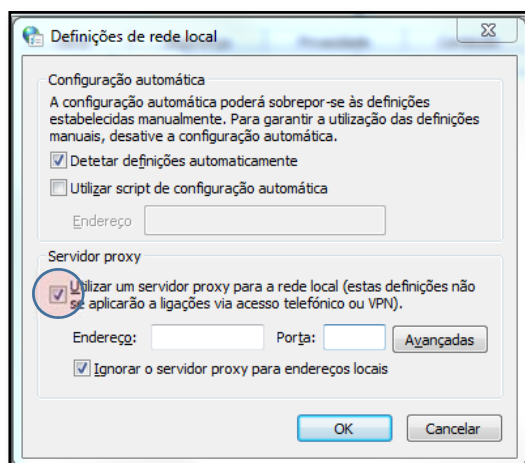 Definições de rede local
Configuração automática
A configuração automática poderá sobrepor-se às definições
estabelecidas manualmente. Para garantir a utilização das definições
manuais, desative a configuração automática.
Detetar definições automaticamente
Utilizar script de configuração automática
Endereço
Servidor proxy
Utilizar um servidor proxy para a rede local (estas definições não
se aplicarão a ligações via acesso telefónico ou VPN).
Endereço: Porta: Avançadas
Ignorar o servidor proxy para endereços locais
OK Cancelar